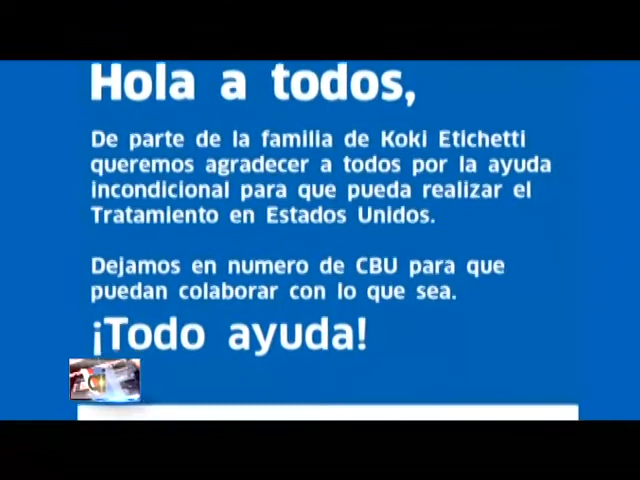 Hola a todos,
De parte de la familia de Koki Etichetti
queremos agradecer a todos por la ayuda
incondicional para que pueda realizar el
Tratamiento en Estados Unidos.
Dejamos en numero de CBU para que
puedan colaborar con lo que sea.
¡Todo ayuda!